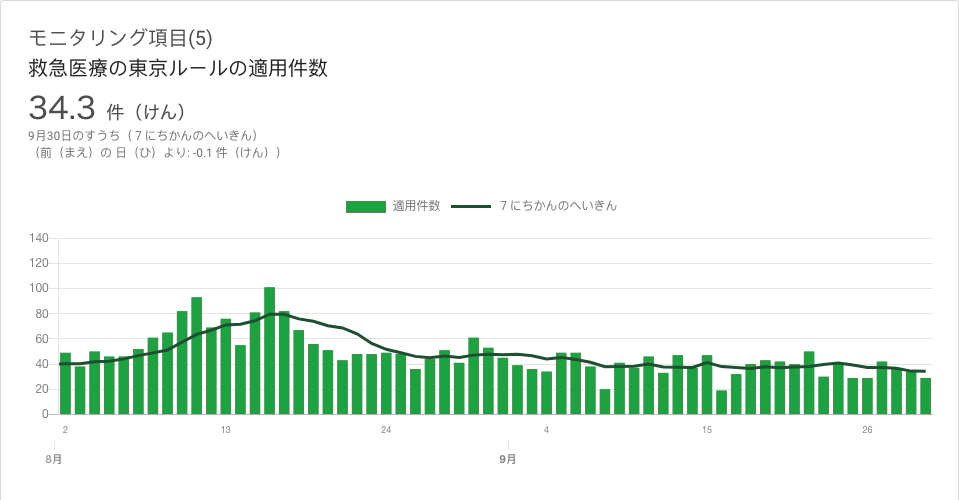 モニタリング項目(5)
救急医療の東京ルールの適用件数
34.3 件（けん）
9月30日のすうち（７にちかんのへいきん）
（前（まえ）の 日（ひ）より: -0.1 件（けん））
適用件数 ７にちかんのへいきん
140
120
100
80
60
40
20
0
2 13 24 4 15 26
8月 9月